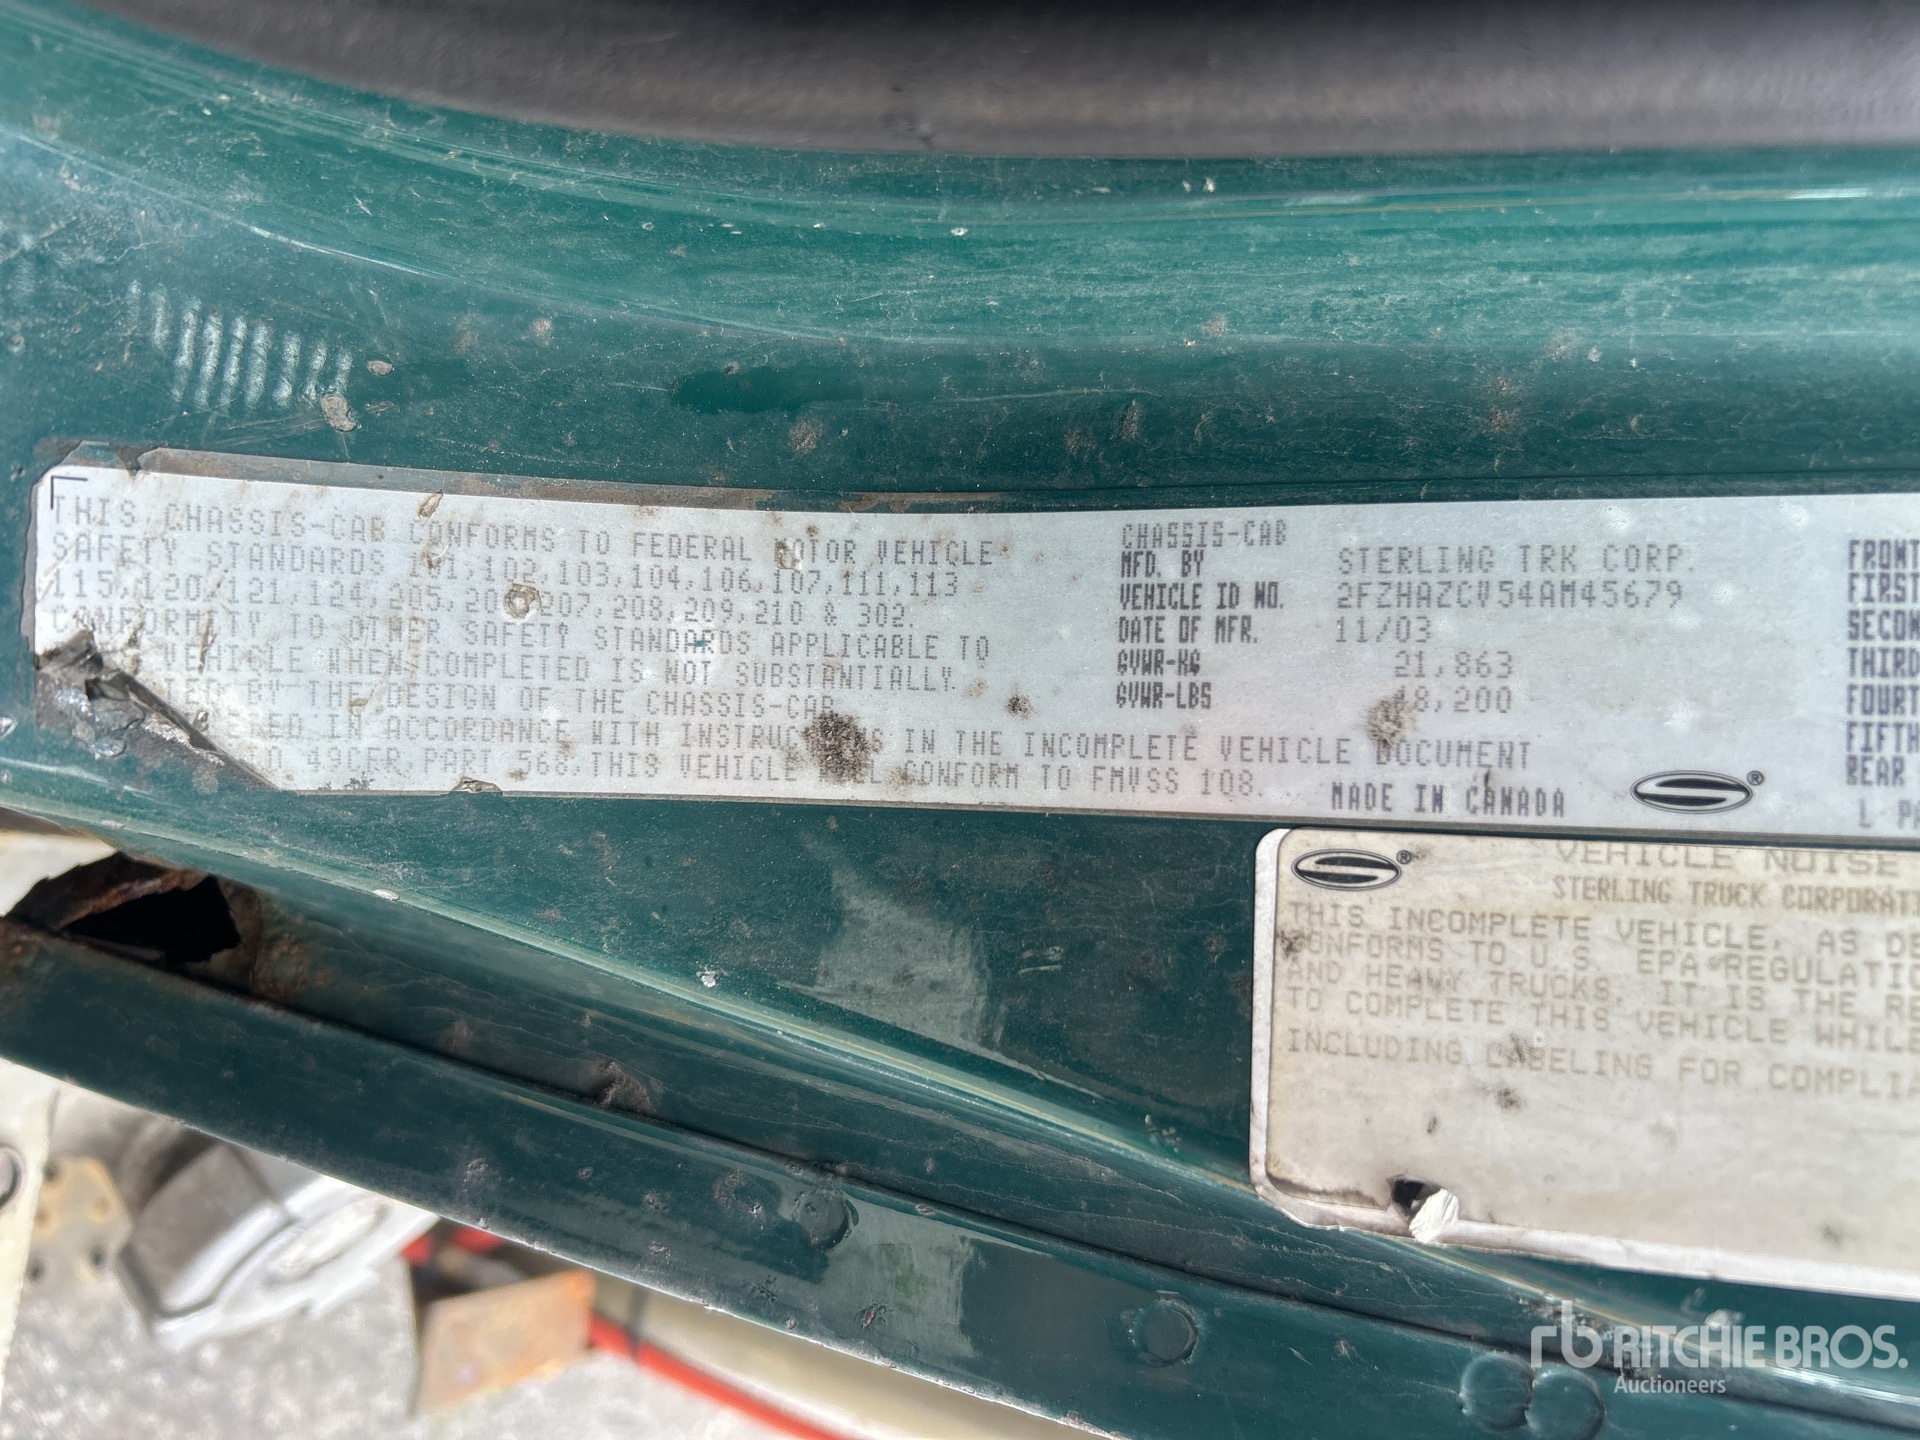 THIS CHASSIS-CAB CONFORMS TO FEDERAL MOTOR VEHICLE
SAFETY STANDARDS 101,102,103,104,106,107,111,113
115,120,121,124,205,206,207,208,209,210 & 302.
CONFORMITY TO OTHER SAFETY STANDARDS APPLICABLE TO
VEHICLE WHEN COMPLETED IS NOT SUBSTANTIALLY
BY THE DESIGN OF THE CHASSIS-CAB
IN ACCORDANCE WITH INSTRUCTIONS IN THE INCOMPLETE VEHICLE DOCUMENT
49CFR,PART 568,THIS VEHICLE WILL CONFORM TO FMVSS 108.
MADE IN CANADA
CHASSIS-CAB
MFD. BY STERLING TRK CORP.
VEHICLE ID NO. 2FZHAZCV54AM45679
DATE OF MFR. 11/03
GVWR-KG 21,863
GVWR-LBS 48,200
FRONT
FIRST
SECON
THIRD
FOURT
FIFTH
REAR
L PA
S®
S®
VEHICLE NOISE
STERLING TRUCK CORPORATI
THIS INCOMPLETE VEHICLE, AS DE
CONFORMS TO U.S. EPA REGULATIO
AND HEAVY TRUCKS. IT IS THE RE
TO COMPLETE THIS VEHICLE WHILE
INCLUDING LABELING FOR COMPLIA
rb RITCHIE BROS.
Auctioneers